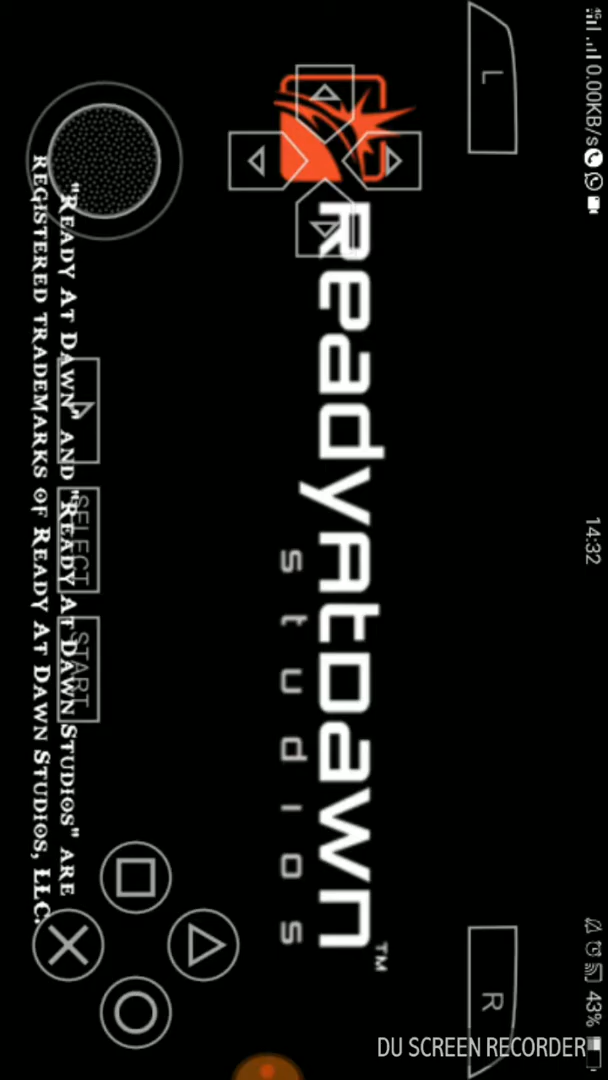 0.00KB/s
14:32
43%
L
R
ReadyAtDawn™
studios
SELECT
START
"Ready At Dawn" and "Ready At Dawn Studios" are
registered trademarks of Ready At Dawn Studios, LLC.
DU SCREEN RECORDER